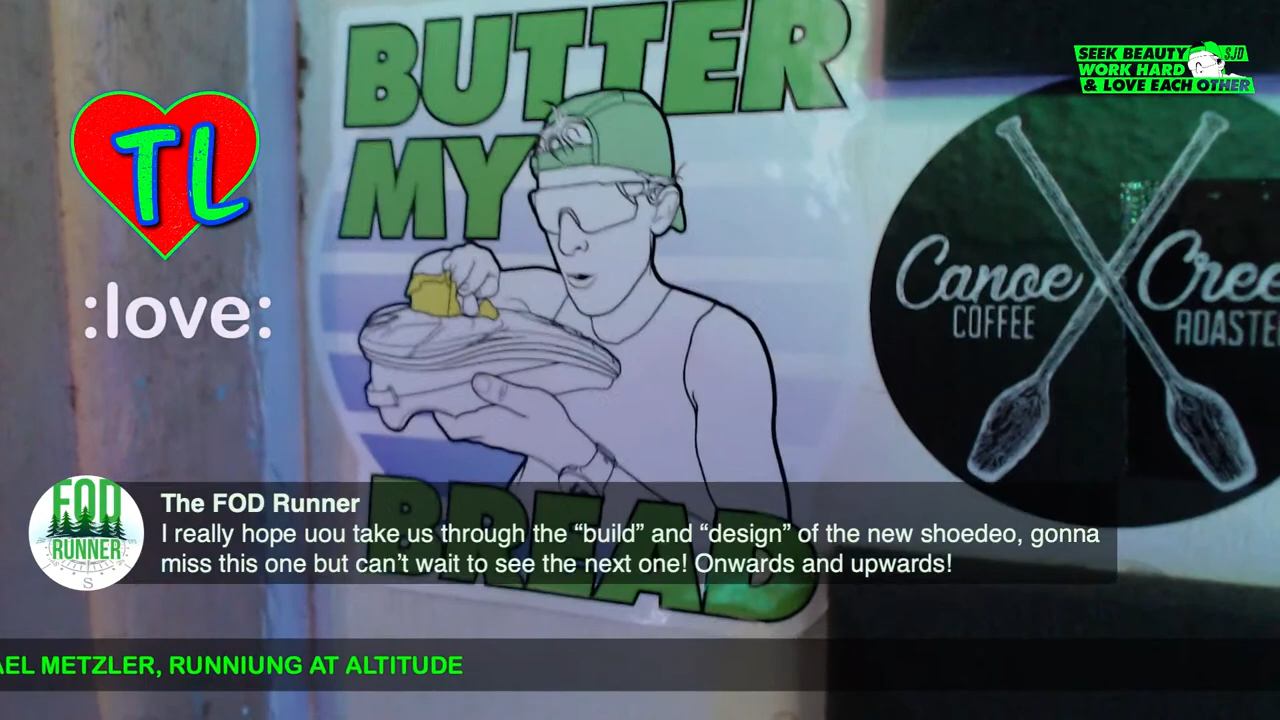 BUTTER
MY
BREAD
SEEK BEAUTY SJD
WORK HARD
& LOVE EACH OTHER
TL
:love:
Canoe Cree
COFFEE ROASTE
FOD
RUNNER
S
The FOD Runner
I really hope uou take us through the “build” and “design” of the new shoedeo, gonna
miss this one but can’t wait to see the next one! Onwards and upwards!
AEL METZLER, RUNNIUNG AT ALTITUDE